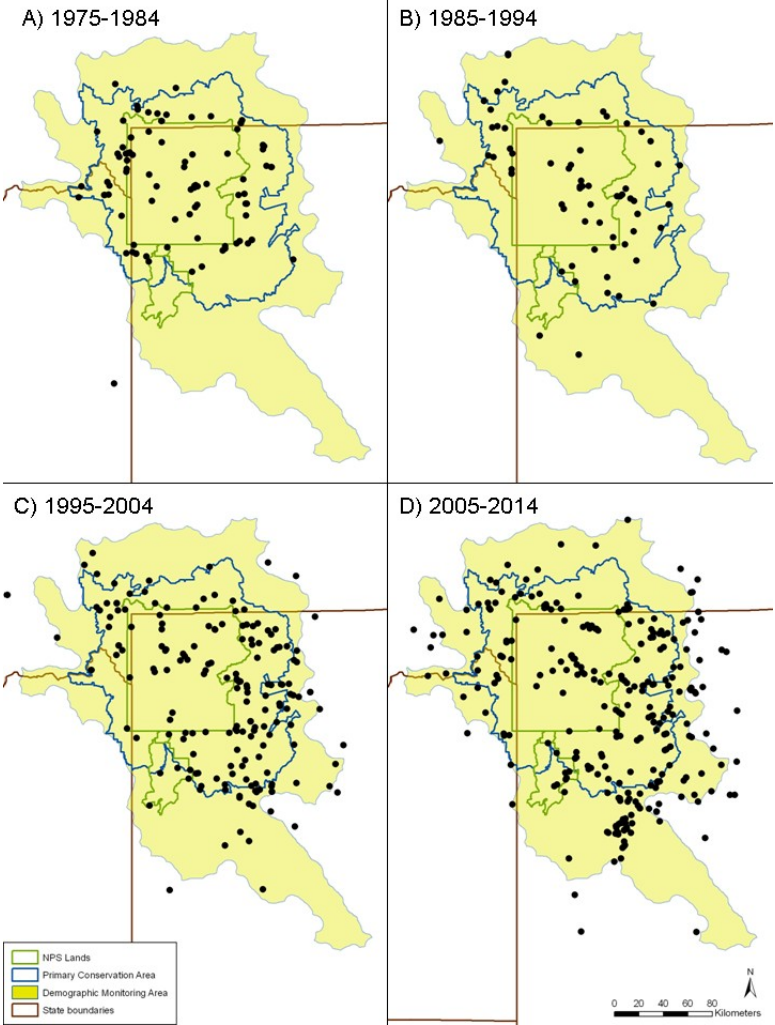 A) 1975-1984
B) 1985-1994
C) 1995-2004
D) 2005-2014
NPS Lands
Primary Conservation Area
Demographic Monitoring Area
State boundaries
N
0 20 40 60 80
Kilometers